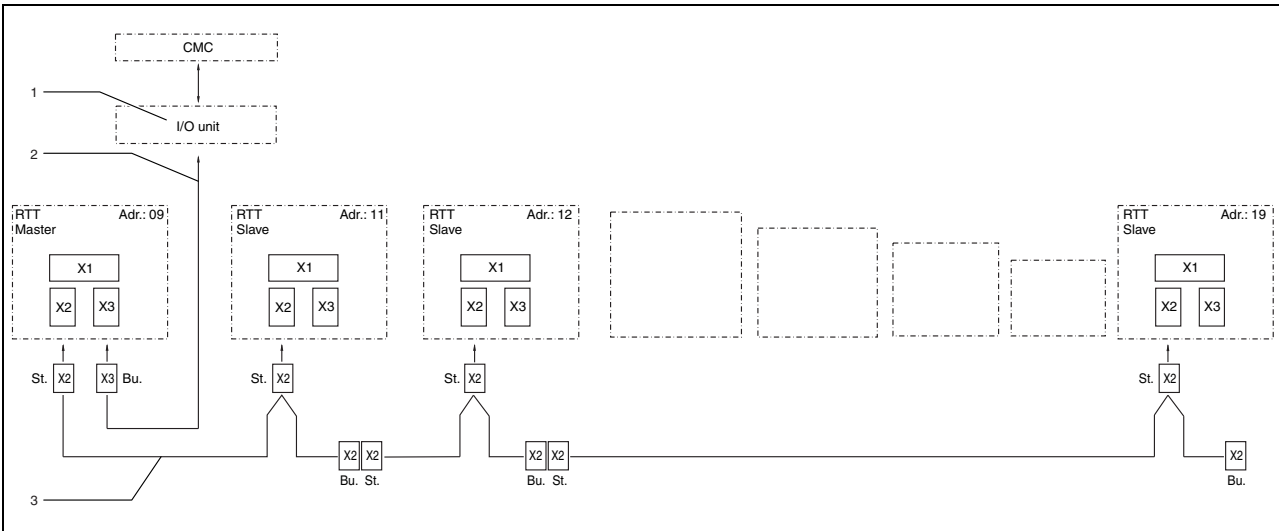 CMC
1
I/O unit
2
RTT Adr.: 09
Master
X1
X2 X3
RTT Adr.: 11
Slave
X1
X2 X3
RTT Adr.: 12
Slave
X1
X2 X3
RTT Adr.: 19
Slave
X1
X2 X3
St. X2 X3 Bu.
St. X2
St. X2
St. X2
X2 X2
Bu. St.
X2 X2
Bu. St.
X2
Bu.
3